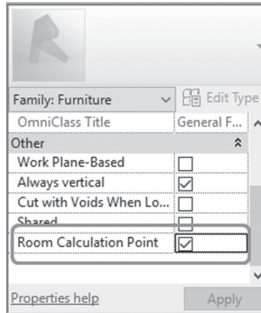 Family: Furniture Edit Type
OmniClass Title General F...
Other
Work Plane-Based
Always vertical
Cut with Voids When Lo...
Shared
Room Calculation Point
Properties help Apply